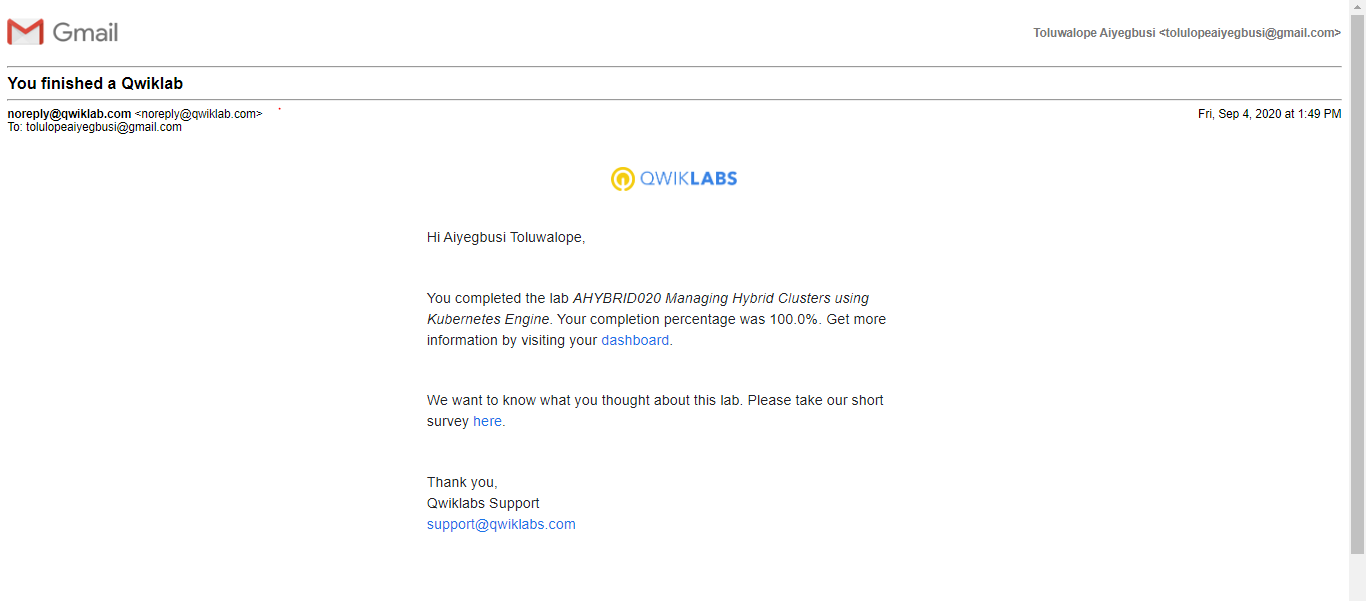 Gmail
Toluwalope Aiyegbusi <tolulopeaiyegbusi@gmail.com>
You finished a Qwiklab
noreply@qwiklab.com <noreply@qwiklab.com>
Fri, Sep 4, 2020 at 1:49 PM
To: tolulopeaiyegbusi@gmail.com
QWIKLABS
Hi Aiyegbusi Toluwalope,
You completed the lab AHYBRID020 Managing Hybrid Clusters using
Kubernetes Engine. Your completion percentage was 100.0%. Get more
information by visiting your dashboard.
We want to know what you thought about this lab. Please take our short
survey here.
Thank you,
Qwiklabs Support
support@qwiklabs.com